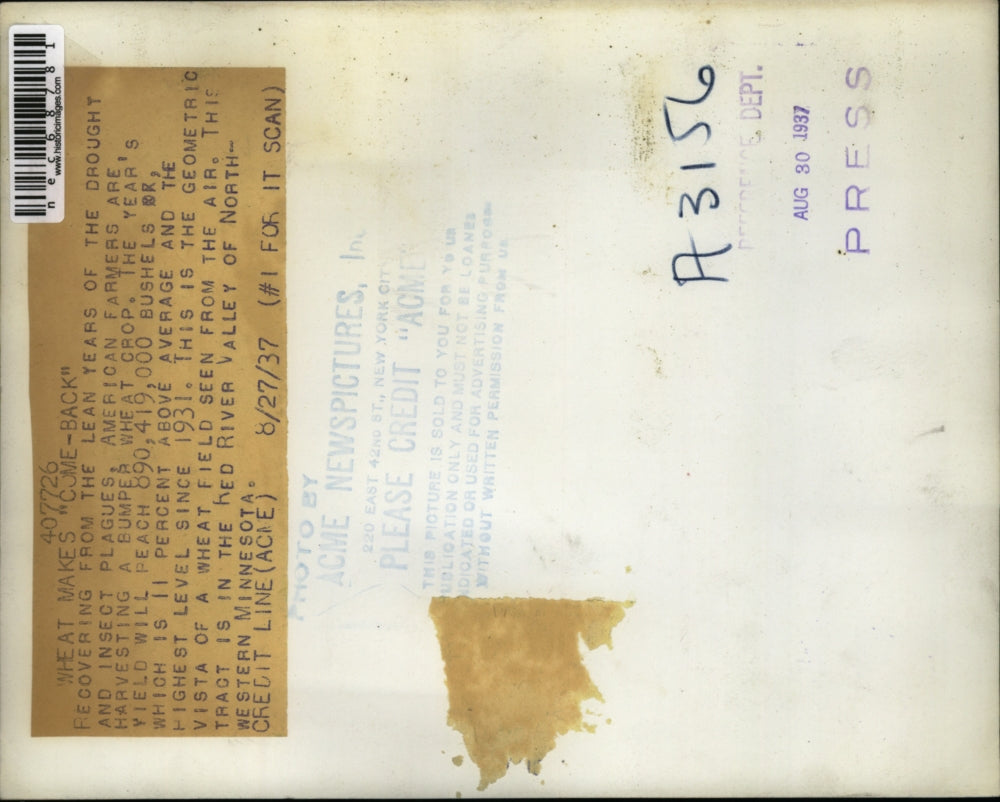 407726
WHEAT MAKES "COME-BACK"
RECOVERING FROM THE LEAN YEARS OF THE DROUGHT
AND INSECT PLAGUES, AMERICAN FARMERS ARE
HARVESTING A BUMPER WHEAT CROP. THE YEAR'S
YIELD WILL REACH 890,419,000 BUSHELS
WHICH IS 11 PERCENT ABOVE AVERAGE AND THE
HIGHEST LEVEL SINCE 1931. THIS IS THE GEOMETRIC
VISTA OF A WHEAT FIELD SEEN FROM THE AIR. THIS
TRACT IS IN THE RED RIVER VALLEY OF NORTH-
WESTERN MINNESOTA.
CREDIT LINE (ACME) 8/27/37 (#1 FOR IT SCAN)
PHOTO BY
ACME NEWSPICTURES, Inc
220 EAST 42ND ST., NEW YORK CITY
PLEASE CREDIT "ACME"
THIS PICTURE IS SOLD TO YOU FOR YOUR
PUBLICATION ONLY AND MUST NOT BE LOANED
SYNDICATED OR USED FOR ADVERTISING PURPOSES
WITHOUT WRITTEN PERMISSION FROM US
A3156
REFERENCE DEPT.
AUG 30 1937
PRESS
nec68781
www.historicimages.com